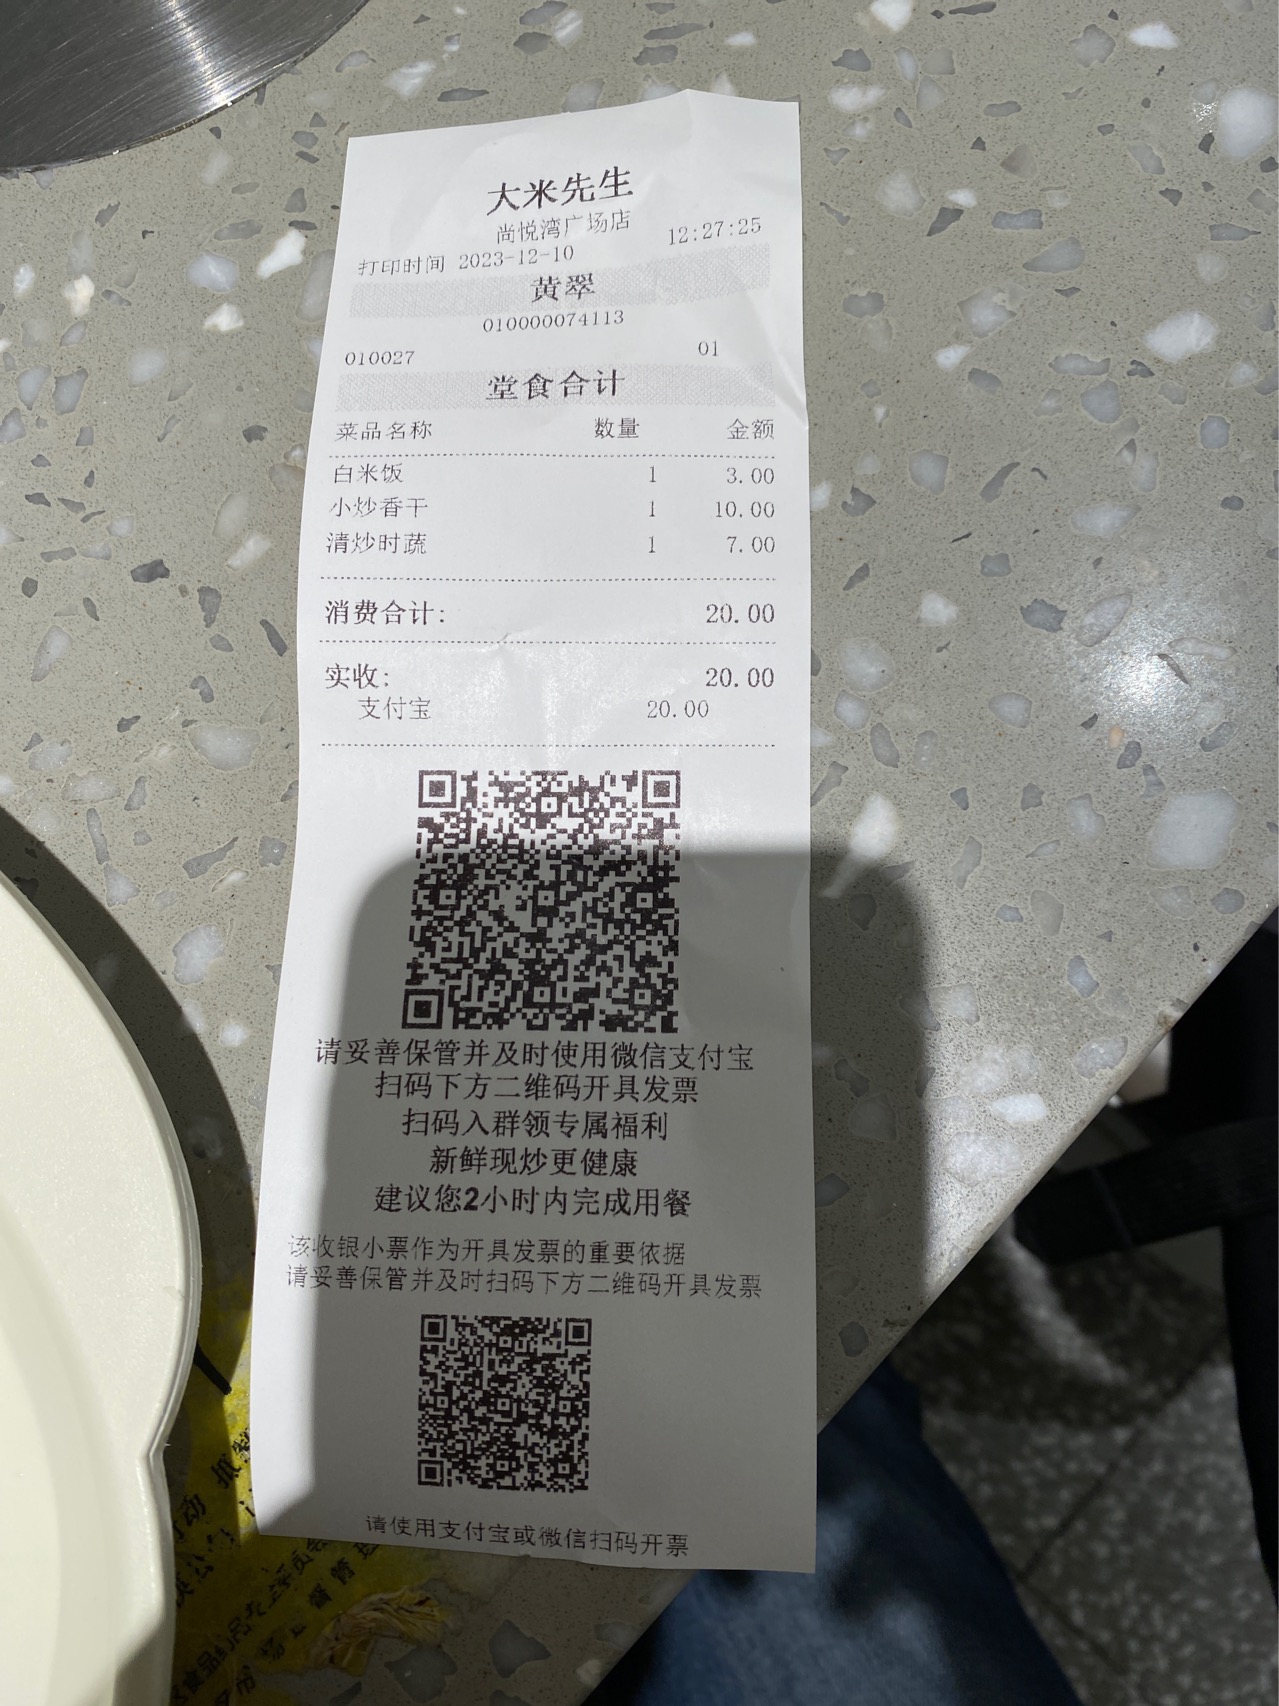 大米先生
尚悦湾广场店
打印时间 2023-12-10 12:27:25
黄翠
010000074113
010027 01
堂食合计
菜品名称 数量 金额
白米饭 1 3.00
小炒香干 1 10.00
清炒时蔬 1 7.00
消费合计: 20.00
实收: 20.00
支付宝 20.00
请妥善保管并及时使用微信支付宝
扫码下方二维码开具发票
扫码入群领专属福利
新鲜现炒更健康
建议您2小时内完成用餐
该收银小票作为开具发票的重要依据
请妥善保管并及时扫码下方二维码开具发票
请使用支付宝或微信扫码开票